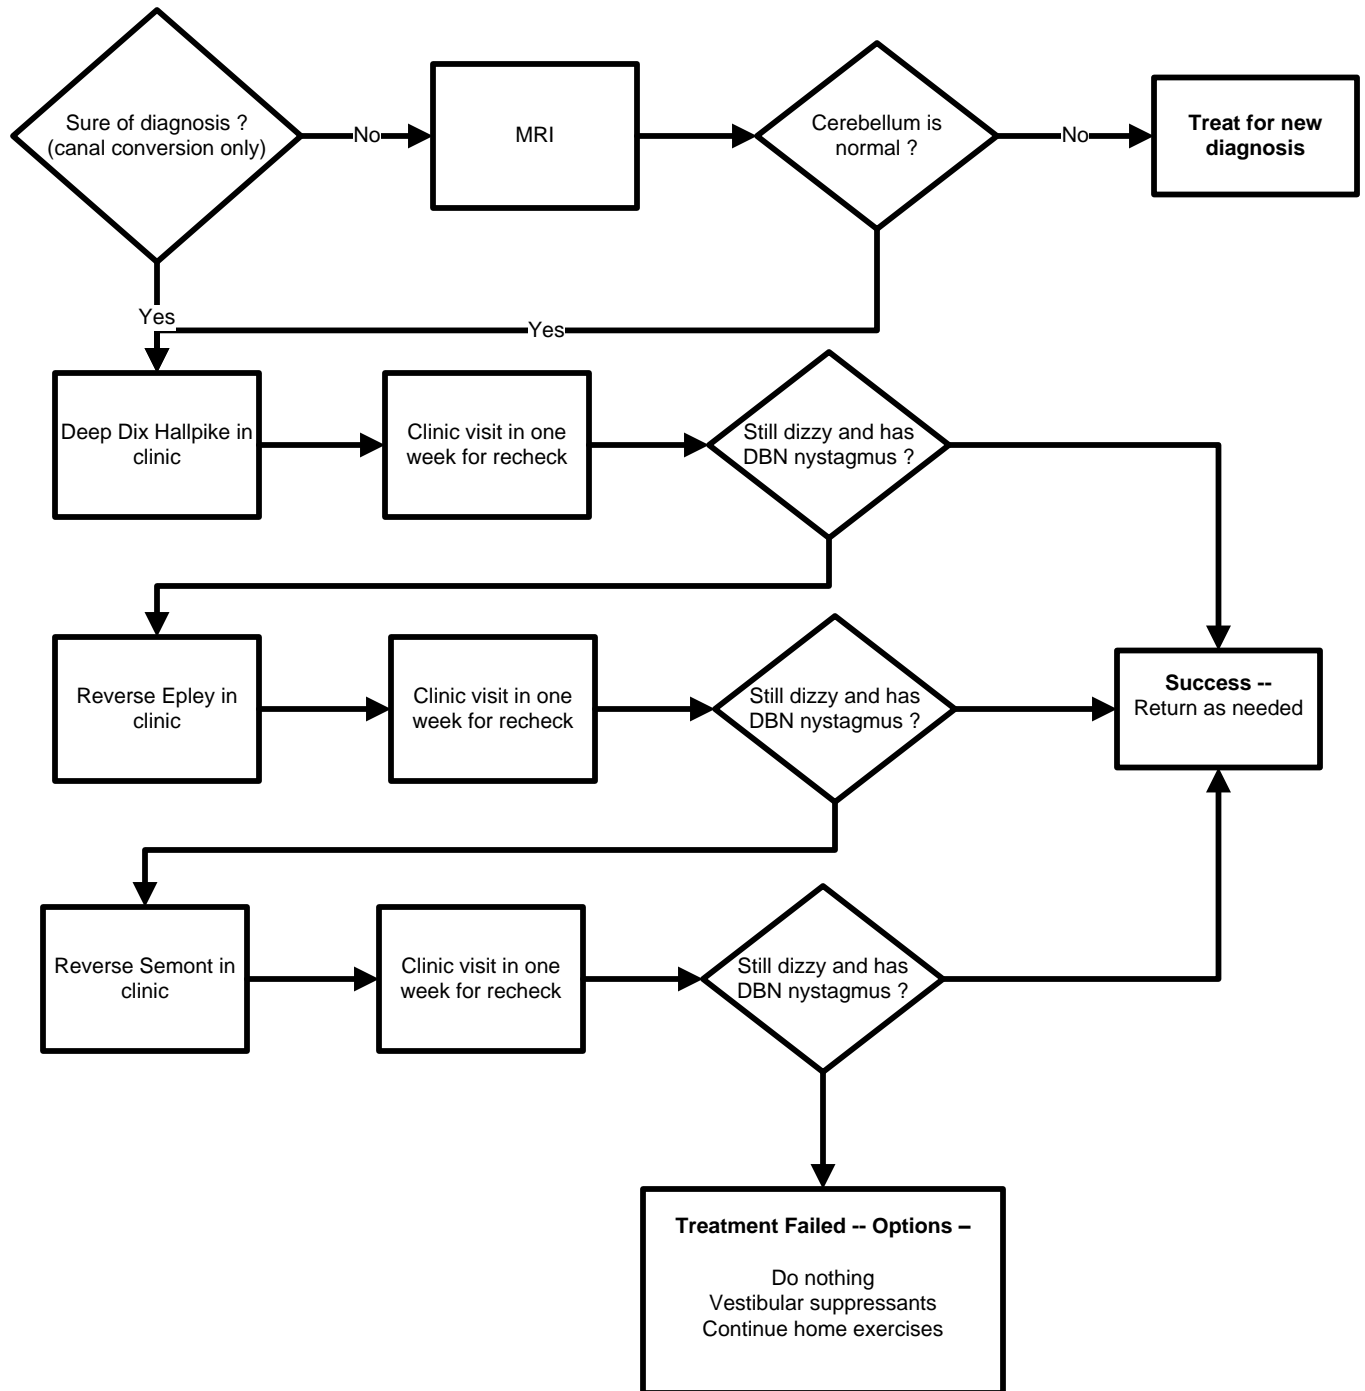 Sure of diagnosis ?
(canal conversion only)
No
MRI
Cerebellum is
normal ?
No
Treat for new
diagnosis
Yes
Yes
Deep Dix Hallpike in
clinic
Clinic visit in one
week for recheck
Still dizzy and has
DBN nystagmus ?
Reverse Epley in
clinic
Clinic visit in one
week for recheck
Still dizzy and has
DBN nystagmus ?
Success --
Return as needed
Reverse Semont in
clinic
Clinic visit in one
week for recheck
Still dizzy and has
DBN nystagmus ?
Treatment Failed -- Options –
Do nothing
Vestibular suppressants
Continue home exercises